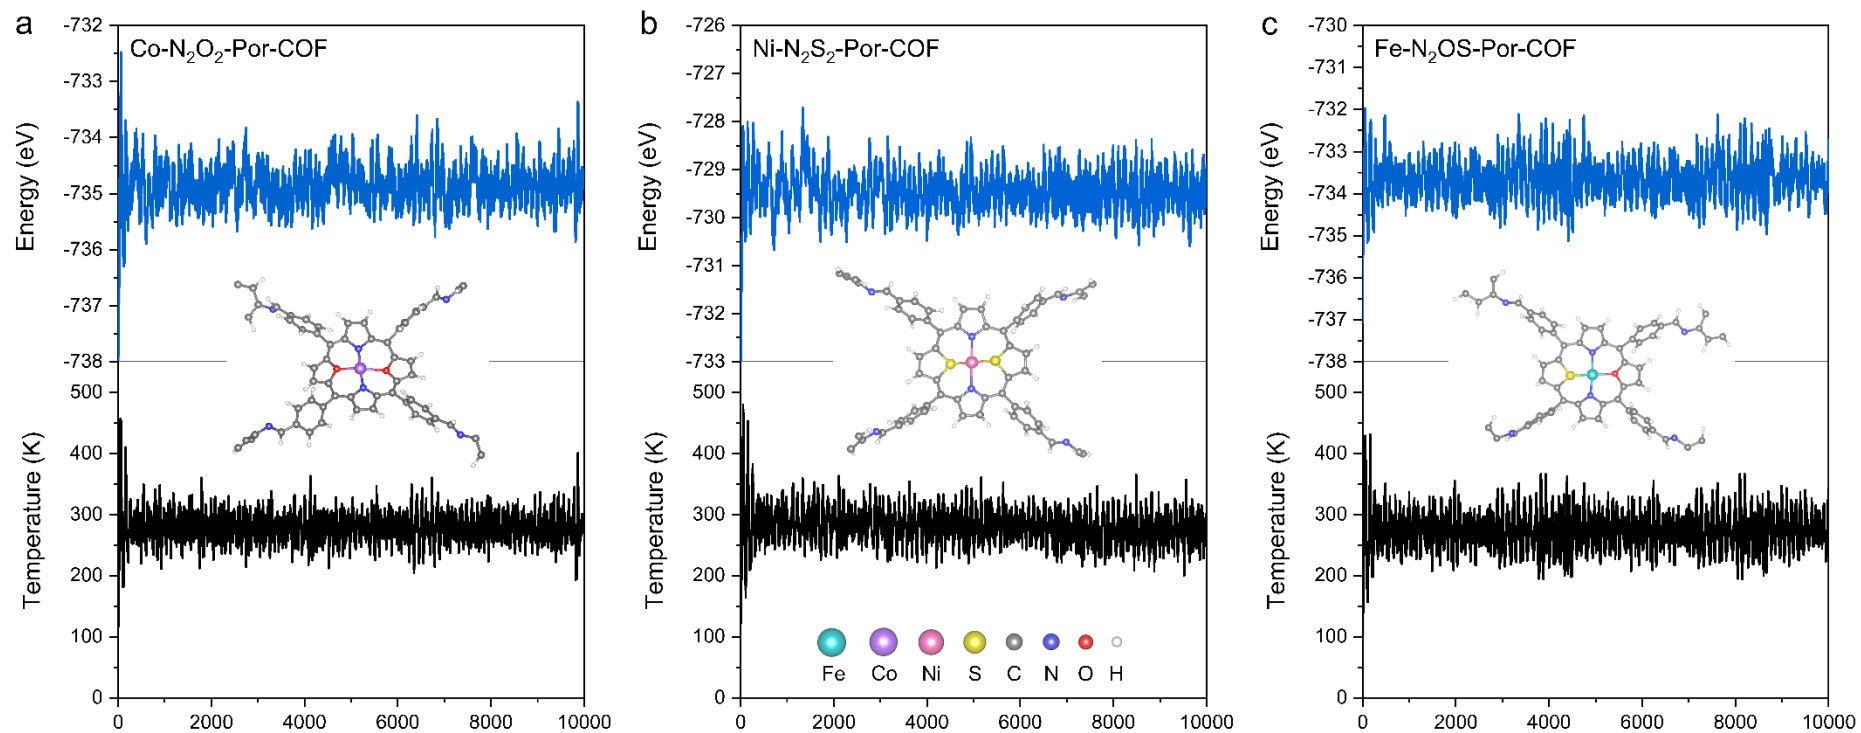 a
Co-N₂O₂-Por-COF
Energy (eV)
-732
-733
-734
-735
-736
-737
-738
Temperature (K)
500
400
300
200
100
0
0 2000 4000 6000 8000 10000
b
Ni-N₂S₂-Por-COF
Energy (eV)
-726
-727
-728
-729
-730
-731
-732
-733
Temperature (K)
500
400
300
200
100
0
Fe Co Ni S C N O H
0 2000 4000 6000 8000 10000
c
Fe-N₂OS-Por-COF
Energy (eV)
-730
-731
-732
-733
-734
-735
-736
-737
-738
Temperature (K)
500
400
300
200
100
0
0 2000 4000 6000 8000 10000